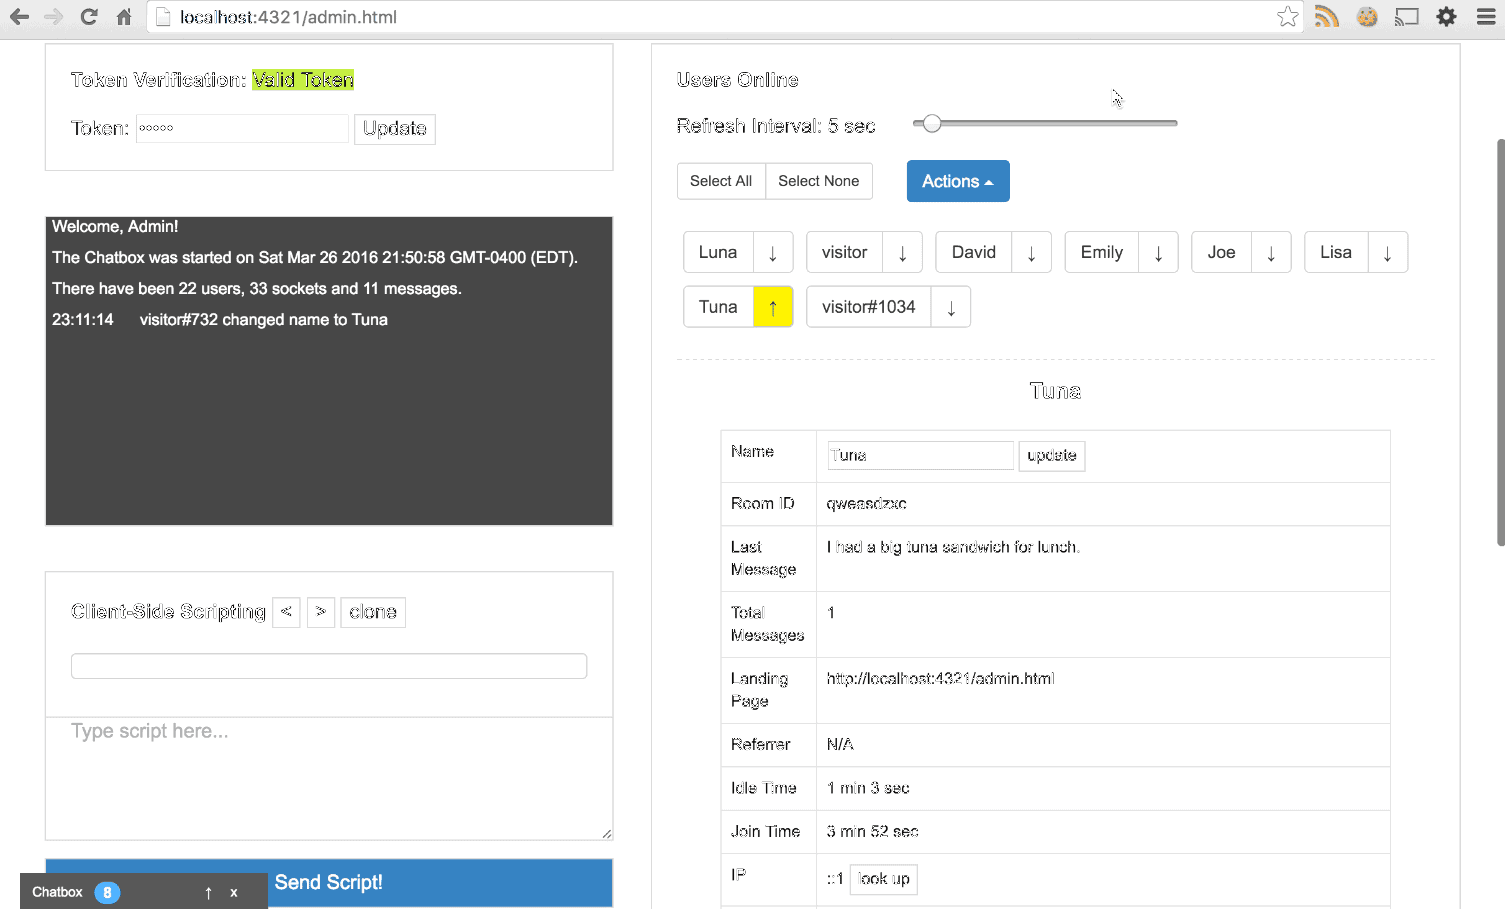 localhost:4321/admin.html
Token Verification: Valid Token
Token: ••••• Update
Welcome, Admin!
The Chatbox was started on Sat Mar 26 2016 21:50:58 GMT-0400 (EDT).
There have been 22 users, 33 sockets and 11 messages.
23:11:14 visitor#732 changed name to Tuna
Client-Side Scripting < > clone
Type script here...
Send Script!
Chatbox 8 ↑ x
Users Online
Refresh Interval: 5 sec
Select All Select None Actions
Luna ↓ visitor ↓ David ↓ Emily ↓ Joe ↓ Lisa ↓
Tuna ↑ visitor#1034 ↓
Tuna
Name Tuna update
Room ID qweasdzxc
Last I had a big tuna sandwich for lunch.
Message
Total 1
Messages
Landing http://localhost:4321/admin.html
Page
Referrer N/A
Idle Time 1 min 3 sec
Join Time 3 min 52 sec
IP ::1 look up